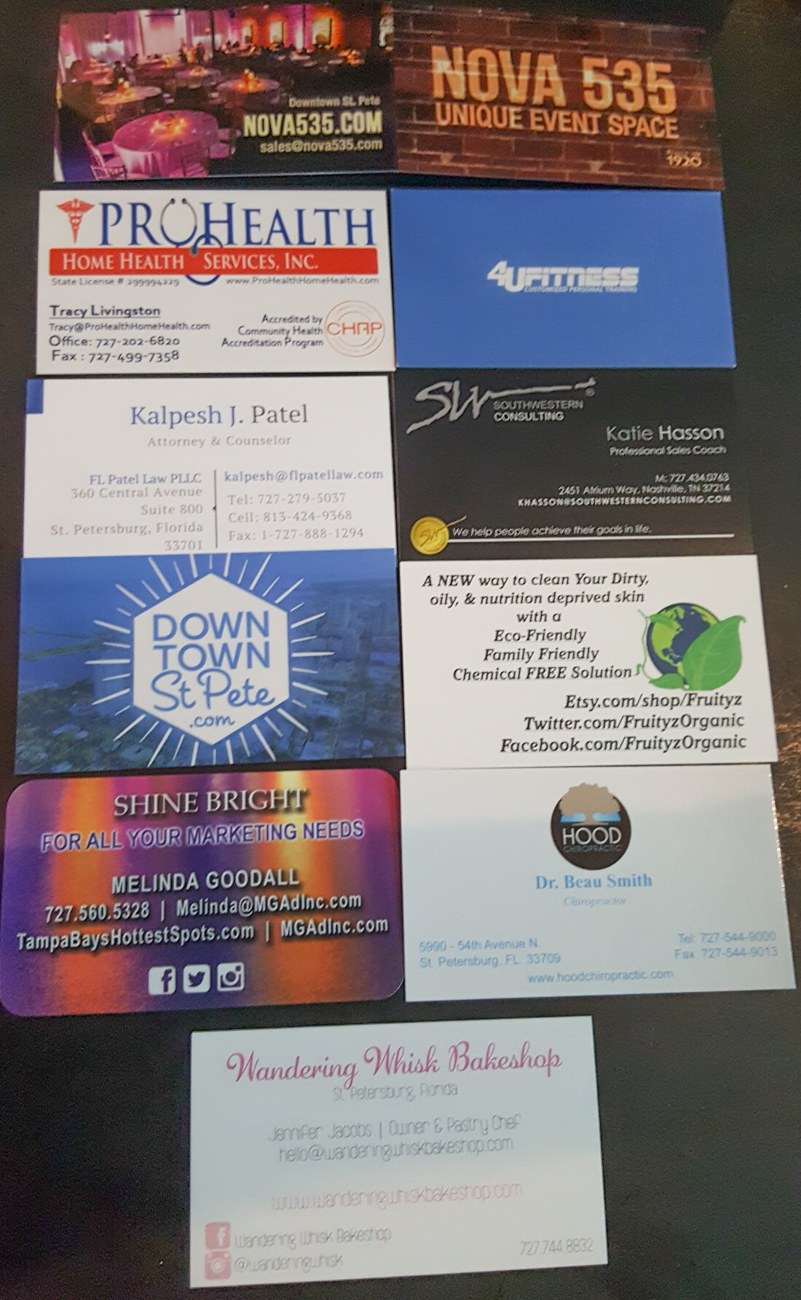 Downtown St. Pete
NOVA535.COM
sales@nova535.com
NOVA 535
UNIQUE EVENT SPACE
1920
PROHEALTH
HOME HEALTH SERVICES, INC.
State License # 299994229 www.ProHealthHomeHealth.com
Tracy Livingston
Tracy@ProHealthHomeHealth.com
Office: 727-202-6820
Fax : 727-499-7358
Accredited by
Community Health
Accreditation Program
CHAP
4UFITNESS
CUSTOMIZED PERSONAL TRAINING
Kalpesh J. Patel
Attorney & Counselor
FL Patel Law PLLC
360 Central Avenue
Suite 800
St. Petersburg, Florida
33701
kalpesh@flpatellaw.com
Tel: 727-279-5037
Cell: 813-424-9368
Fax: 1-727-888-1294
SW SOUTHWESTERN
CONSULTING
®
Katie Hasson
Professional Sales Coach
M: 727.434.0763
2451 Atrium Way, Nashville, TN 37214
KHASSON@SOUTHWESTERNCONSULTING.COM
SW
We help people achieve their goals in life.
DOWN
TOWN
St Pete
.com
A NEW way to clean Your Dirty,
oily, & nutrition deprived skin
with a
Eco-Friendly
Family Friendly
Chemical FREE Solution
Etsy.com/shop/Fruityz
Twitter.com/FruityzOrganic
Facebook.com/FruityzOrganic
SHINE BRIGHT
FOR ALL YOUR MARKETING NEEDS
MELINDA GOODALL
727.560.5328 | Melinda@MGAdInc.com
TampaBaysHottestSpots.com | MGAdInc.com
HOOD
CHIROPRACTIC
Dr. Beau Smith
Chiropractor
5990 - 54th Avenue N.
St. Petersburg, FL. 33709
Tel: 727-544-9000
Fax: 727-544-9013
www.hoodchiropractic.com
Wandering Whisk Bakeshop
St. Petersburg, Florida
Jennifer Jacobs | Owner & Pastry Chef
hello@wanderingwhiskbakeshop.com
www.wanderingwhiskbakeshop.com
Wandering Whisk Bakeshop
@wanderingwhisk
727.744.8832